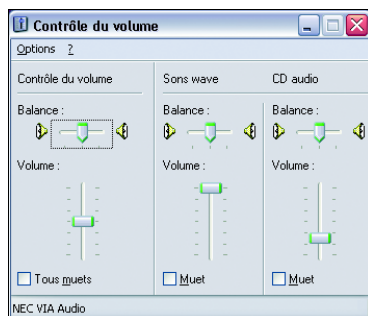 Contrôle du volume
Options ?
Contrôle du volume
Balance :
Volume :
Tous muets
Sons wave
Balance :
Volume :
Muet
CD audio
Balance :
Volume :
Muet
NEC VIA Audio